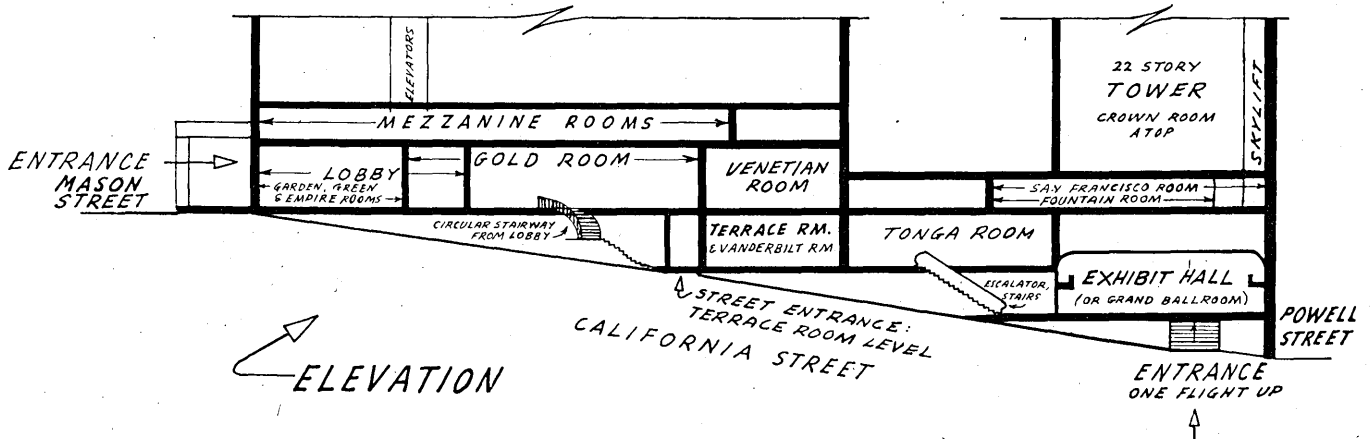 ELEVATORS
22 STORY
TOWER
CROWN ROOM
ATOP
SKYLIFT
MEZZANINE ROOMS
ENTRANCE
MASON
STREET
LOBBY
GARDEN, GREEN
& EMPIRE ROOMS
GOLD ROOM
VENETIAN
ROOM
SAN FRANCISCO ROOM
FOUNTAIN ROOM
CIRCULAR STAIRWAY
FROM LOBBY
TERRACE RM.
& VANDERBILT RM
TONGA ROOM
ESCALATOR,
STAIRS
EXHIBIT HALL
(OR GRAND BALLROOM)
POWELL
STREET
STREET ENTRANCE:
TERRACE ROOM LEVEL
CALIFORNIA STREET
ELEVATION
ENTRANCE
ONE FLIGHT UP